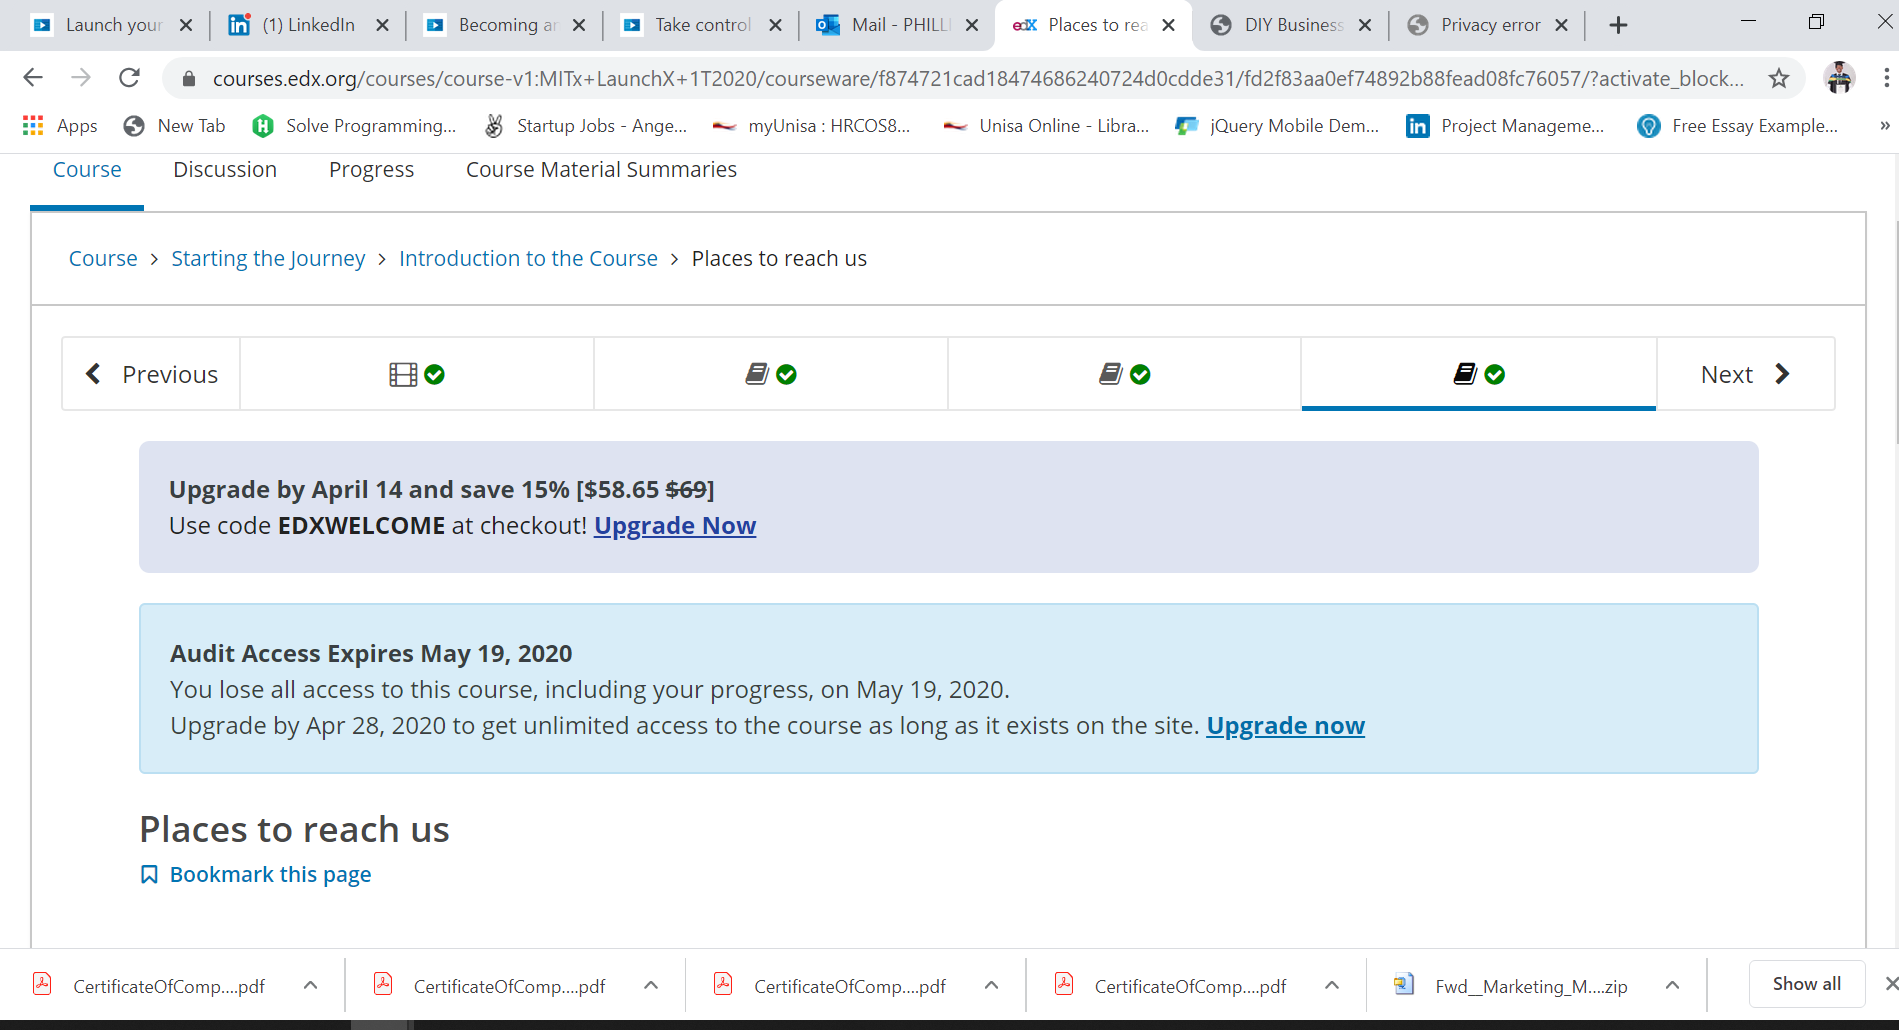 Launch your
(1) LinkedIn
Becoming an
Take control
Mail - PHILLI
edX Places to rea
DIY Business
Privacy error
courses.edx.org/courses/course-v1:MITx+LaunchX+1T2020/courseware/f874721cad18474686240724d0cdde31/fd2f83aa0ef74892b88fead08fc76057/?activate_block...
Apps
New Tab
Solve Programming...
Startup Jobs - Ange...
myUnisa : HRCOS8...
Unisa Online - Libra...
jQuery Mobile Dem...
Project Manageme...
Free Essay Example...
»
Course Discussion Progress Course Material Summaries
Course > Starting the Journey > Introduction to the Course > Places to reach us
Previous
Next
Upgrade by April 14 and save 15% [$58.65 $69]
Use code EDXWELCOME at checkout! Upgrade Now
Audit Access Expires May 19, 2020
You lose all access to this course, including your progress, on May 19, 2020.
Upgrade by Apr 28, 2020 to get unlimited access to the course as long as it exists on the site. Upgrade now
Places to reach us
Bookmark this page
CertificateOfComp....pdf
CertificateOfComp....pdf
CertificateOfComp....pdf
CertificateOfComp....pdf
Fwd__Marketing_M....zip
Show all